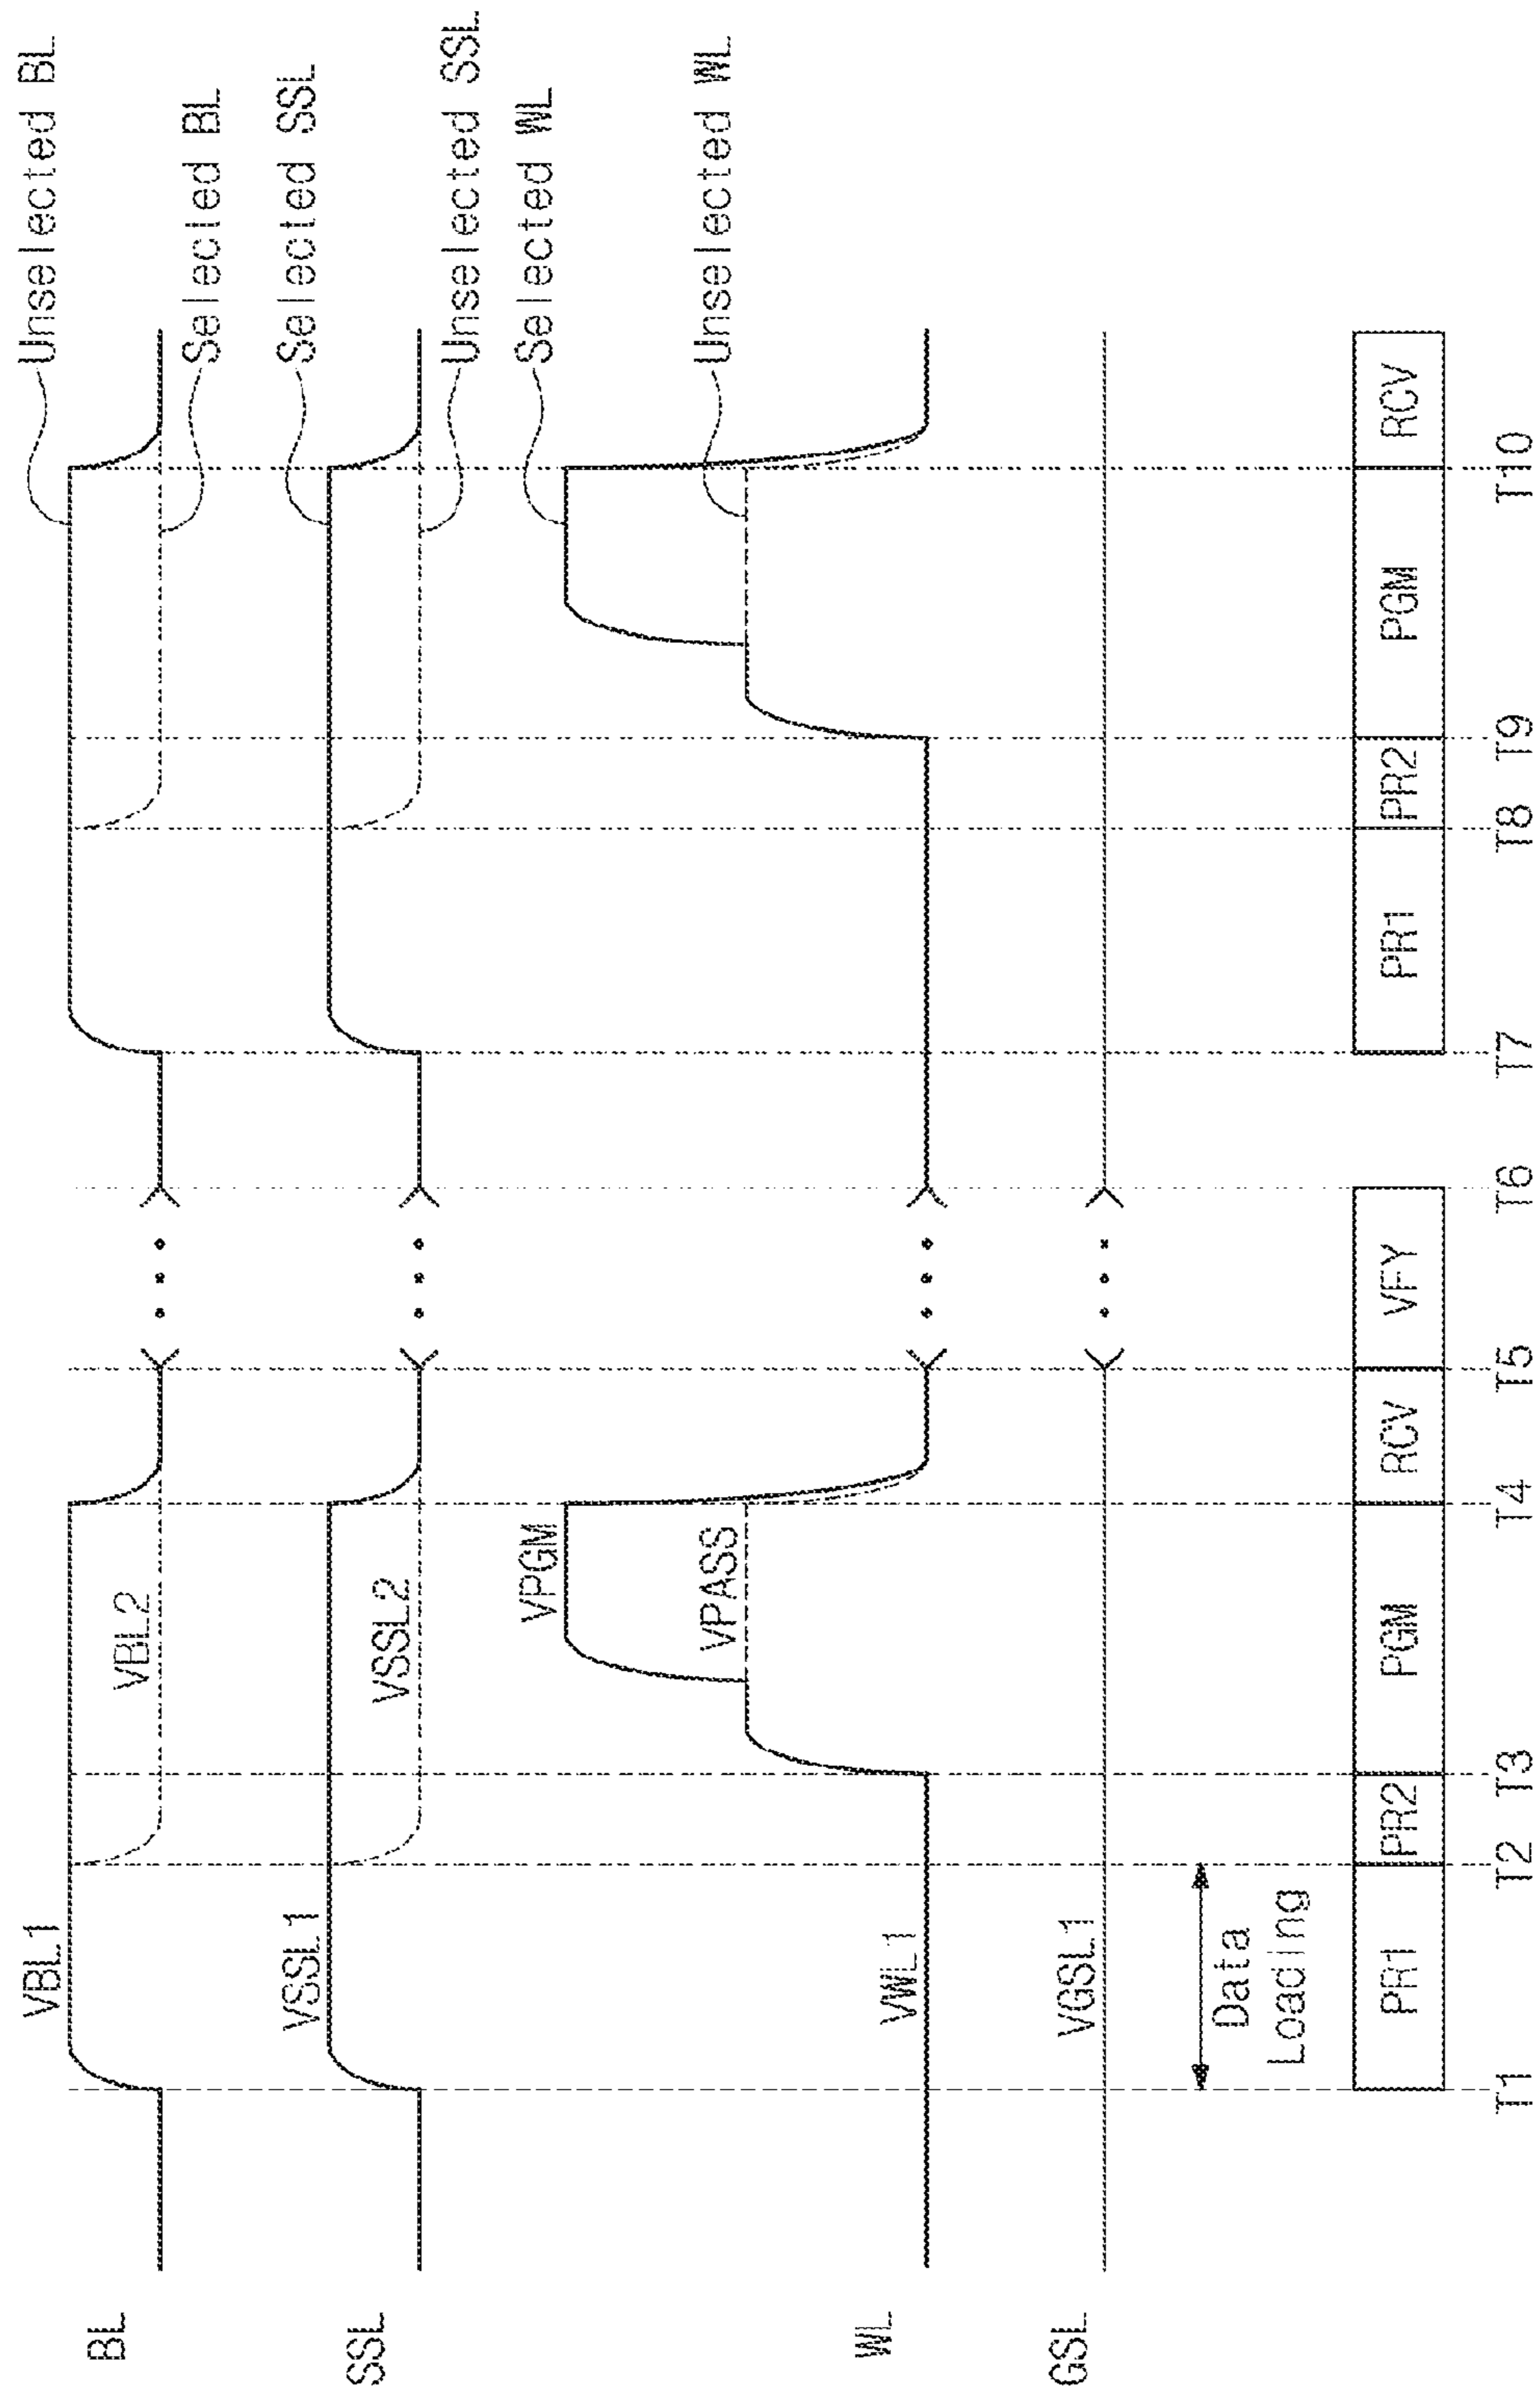 Unselected BL
Selected BL
Selected SSL
Unselected SSL
Selected WL
Unselected WL
BL
VBL1
VBL2
SSL
VSSL1
VSSL2
VPGM
VPASS
WL
VWL1
GSL
VGSL1
Data
Loading
PR1
PR2
PGM
RCV
VFY
PR1
PR2
PGM
RCV
T1
T2
T3
T4
T5
T6
T7
T8
T9
T10